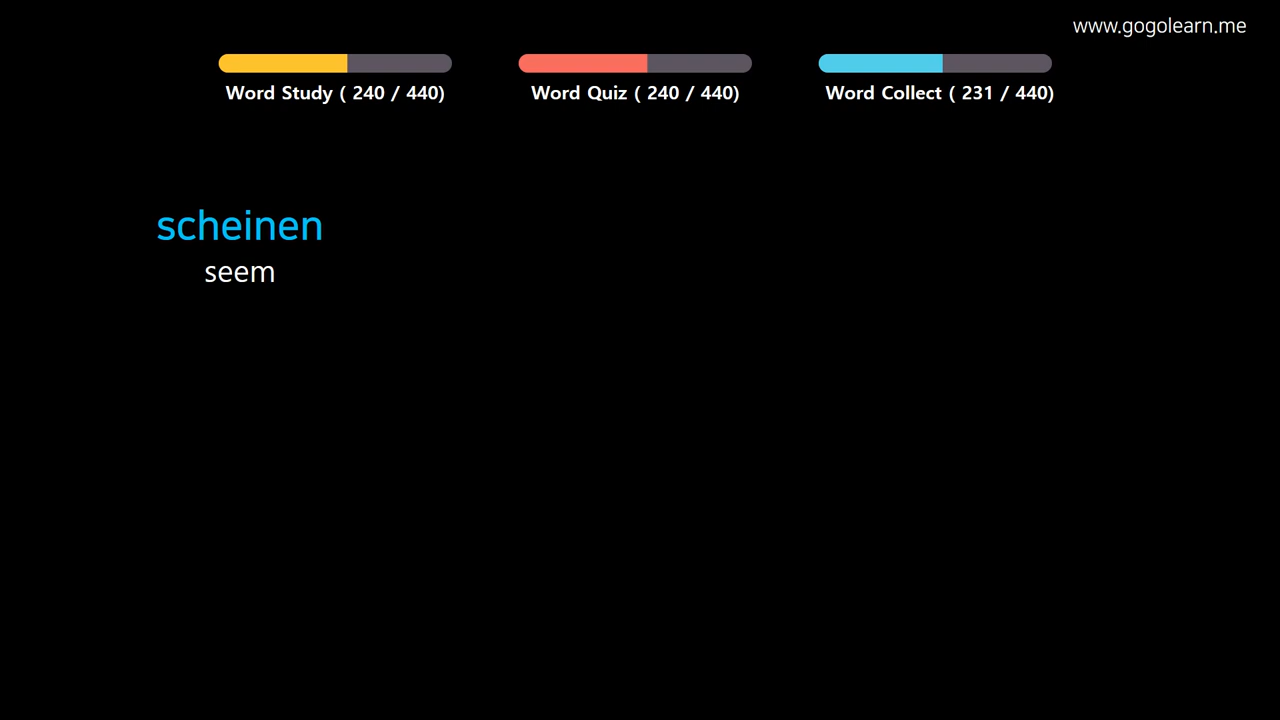 www.gogolearn.me
Word Study ( 240 / 440)
Word Quiz ( 240 / 440)
Word Collect ( 231 / 440)
scheinen
seem